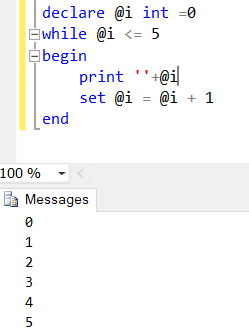 declare @i int =0
while @i <= 5
begin
print ''+@i
set @i = @i + 1
end
100 %
Messages
0
1
2
3
4
5